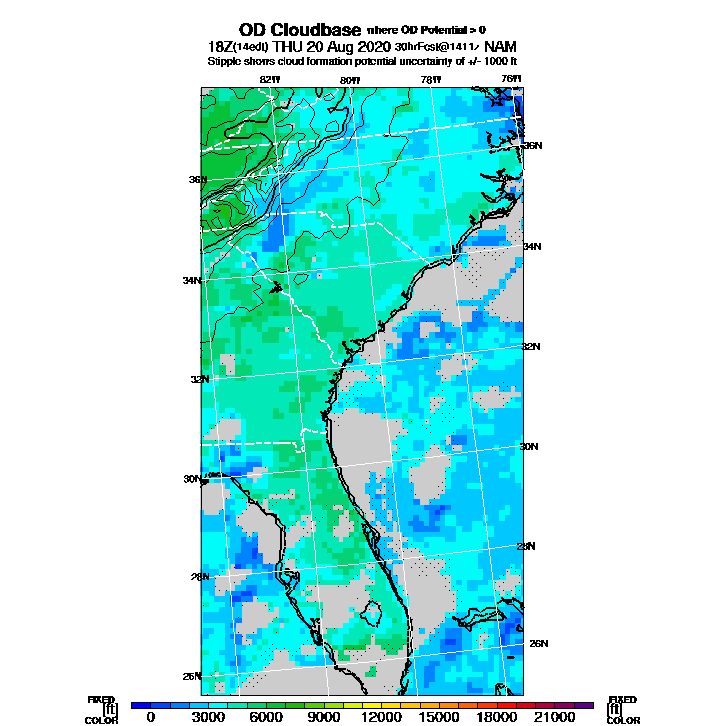 OD Cloudbase where OD Potential > 0
18Z(14edt) THU 20 Aug 2020 30hrFcst@1411z NAM
Stipple shows cloud formation potential uncertainty of +/- 1000 ft
82W 80W 78W 76W
36N 36N
34N 34N
32N 32N
30N 30N
28N 28N
26N 26N
FIXED FIXED
[ft] [ft]
COLOR COLOR
0 3000 6000 9000 12000 15000 18000 21000